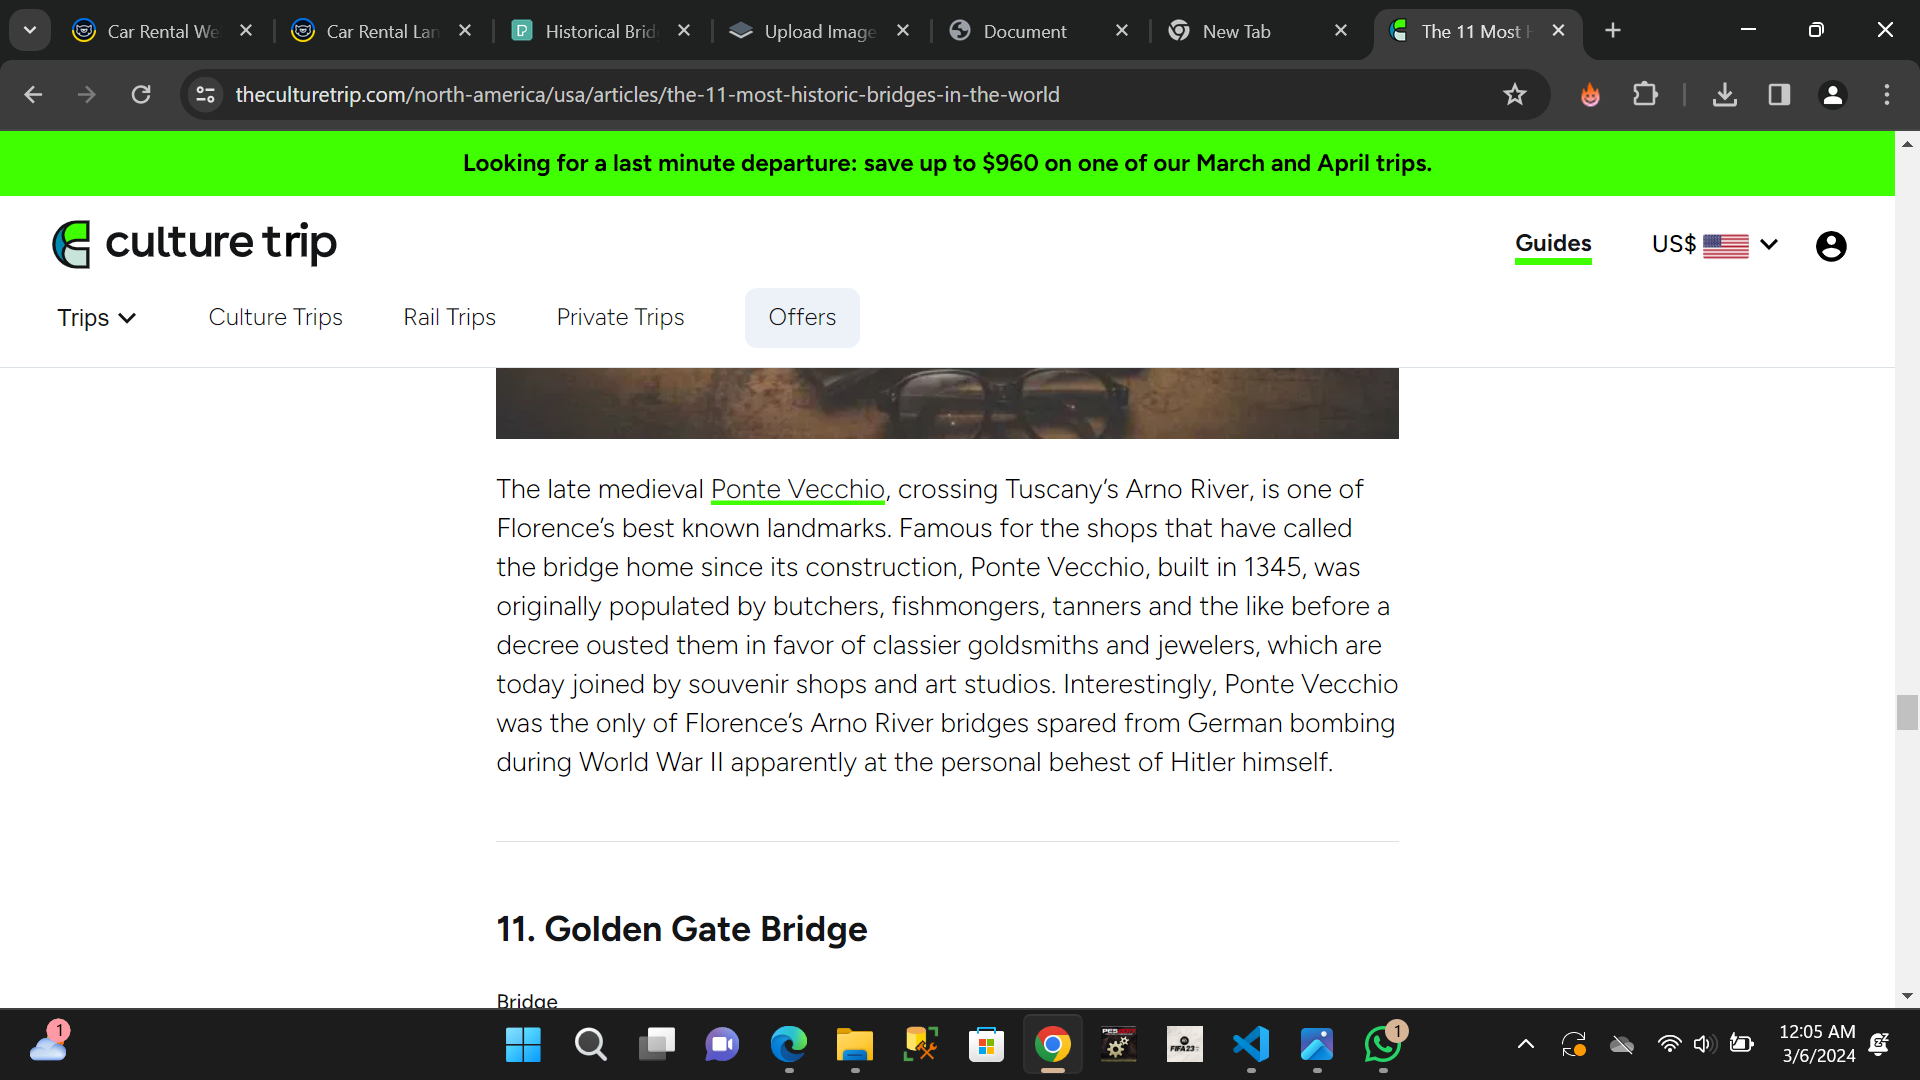 Car Rental We
Car Rental Lan
Historical Brid
Upload Image
Document
New Tab
The 11 Most H
theculturetrip.com/north-america/usa/articles/the-11-most-historic-bridges-in-the-world
Looking for a last minute departure: save up to $960 on one of our March and April trips.
culture trip
Guides
US$
Trips
Culture Trips
Rail Trips
Private Trips
Offers
The late medieval Ponte Vecchio, crossing Tuscany’s Arno River, is one of
Florence’s best known landmarks. Famous for the shops that have called
the bridge home since its construction, Ponte Vecchio, built in 1345, was
originally populated by butchers, fishmongers, tanners and the like before a
decree ousted them in favor of classier goldsmiths and jewelers, which are
today joined by souvenir shops and art studios. Interestingly, Ponte Vecchio
was the only of Florence’s Arno River bridges spared from German bombing
during World War II apparently at the personal behest of Hitler himself.
11. Golden Gate Bridge
Bridge
1
FIFA 23
1
12:05 AM
3/6/2024